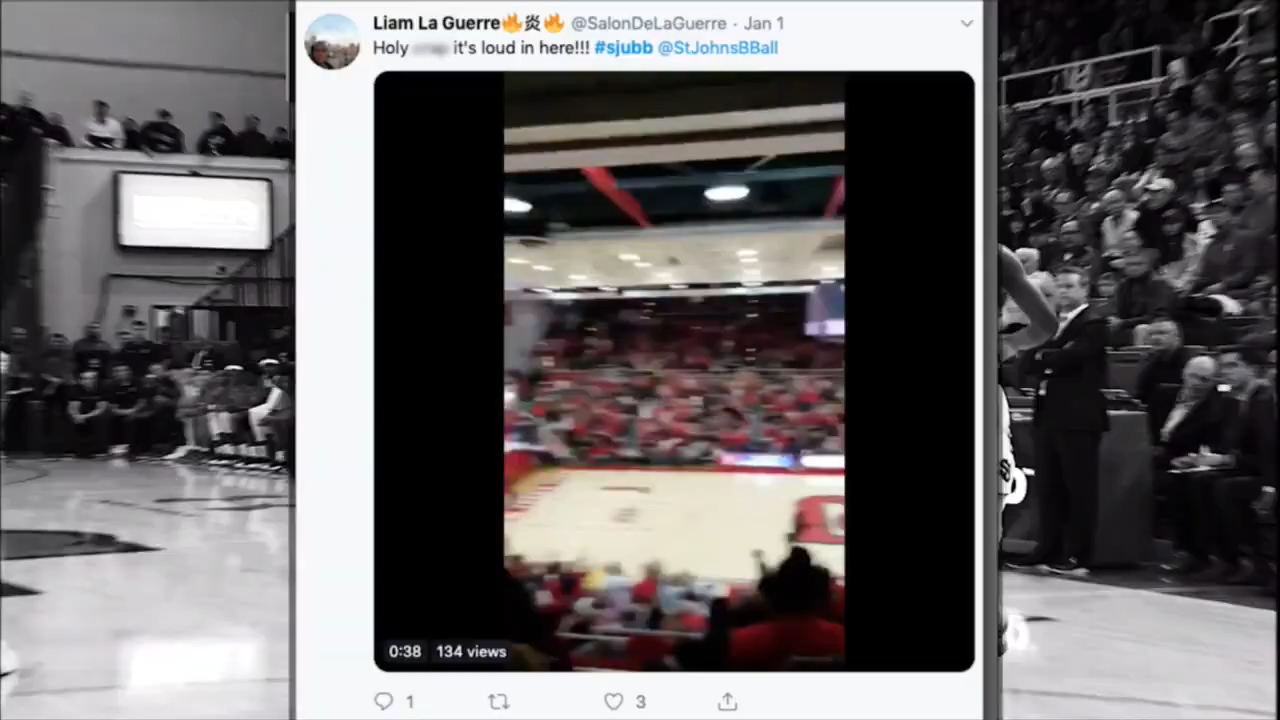 Liam La Guerre🔥炎🔥 @SalonDeLaGuerre · Jan 1
Holy it's loud in here!!! #sjubb @StJohnsBBall
0:38 134 views
1 3